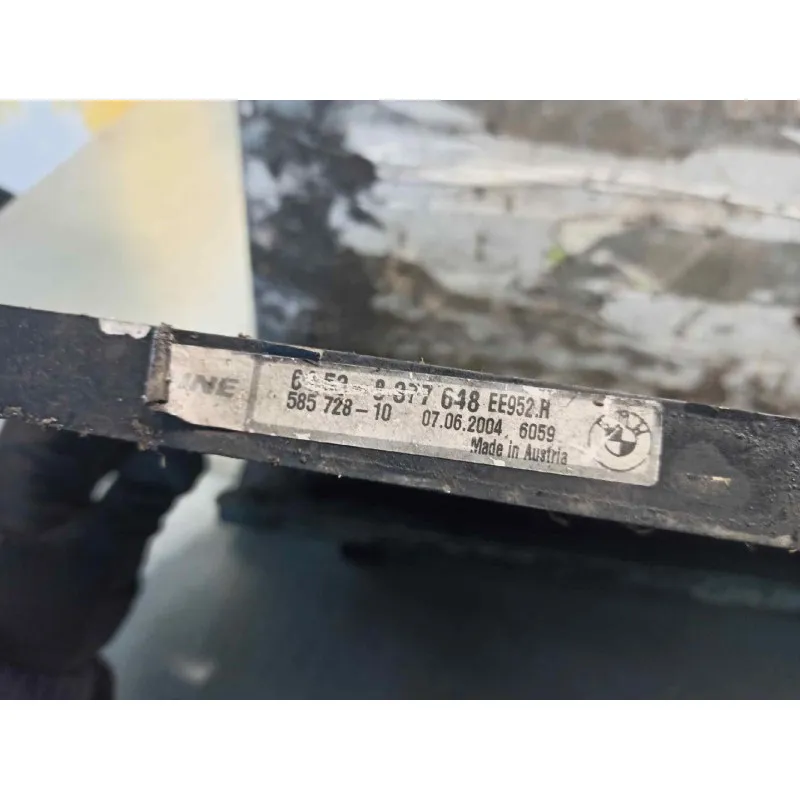 INE
8 377 648 EE952.R
585 728-10 07.06.2004 6059
Made in Austria